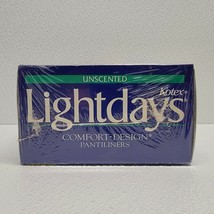 UNSCENTED
Kotex
Lightdays
COMFORT-DESIGN
PANTILINERS